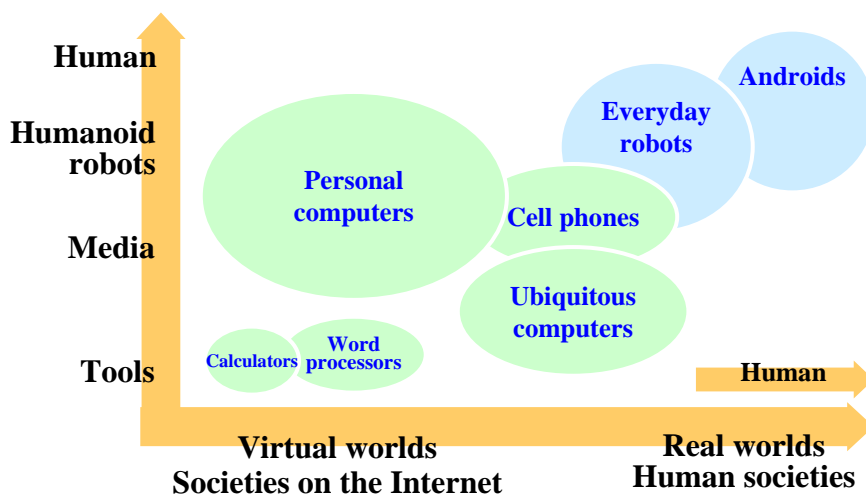 Human
Humanoid
robots
Media
Tools
Androids
Everyday
robots
Personal
computers
Cell phones
Ubiquitous
computers
Calculators
Word
processors
Human
Virtual worlds
Societies on the Internet
Real worlds
Human societies